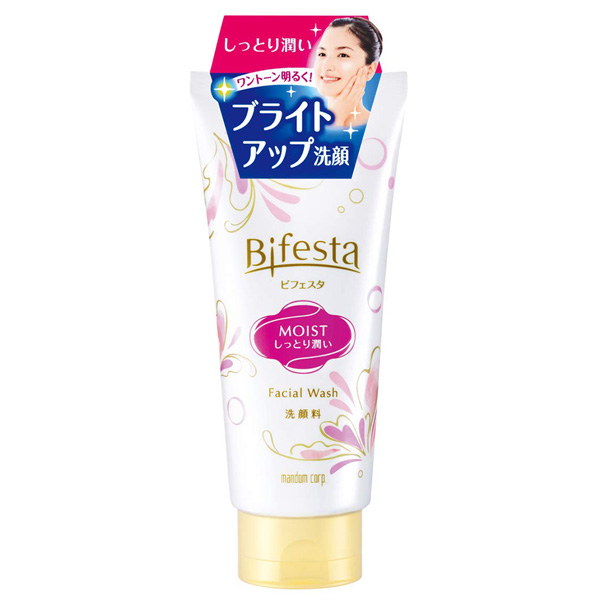 しっとり潤い
ワントーン明るく!
ブライト
アップ洗顔
Bifesta
ビフェスタ
MOIST
しっとり潤い
Facial Wash
洗顔料
mandom corp.